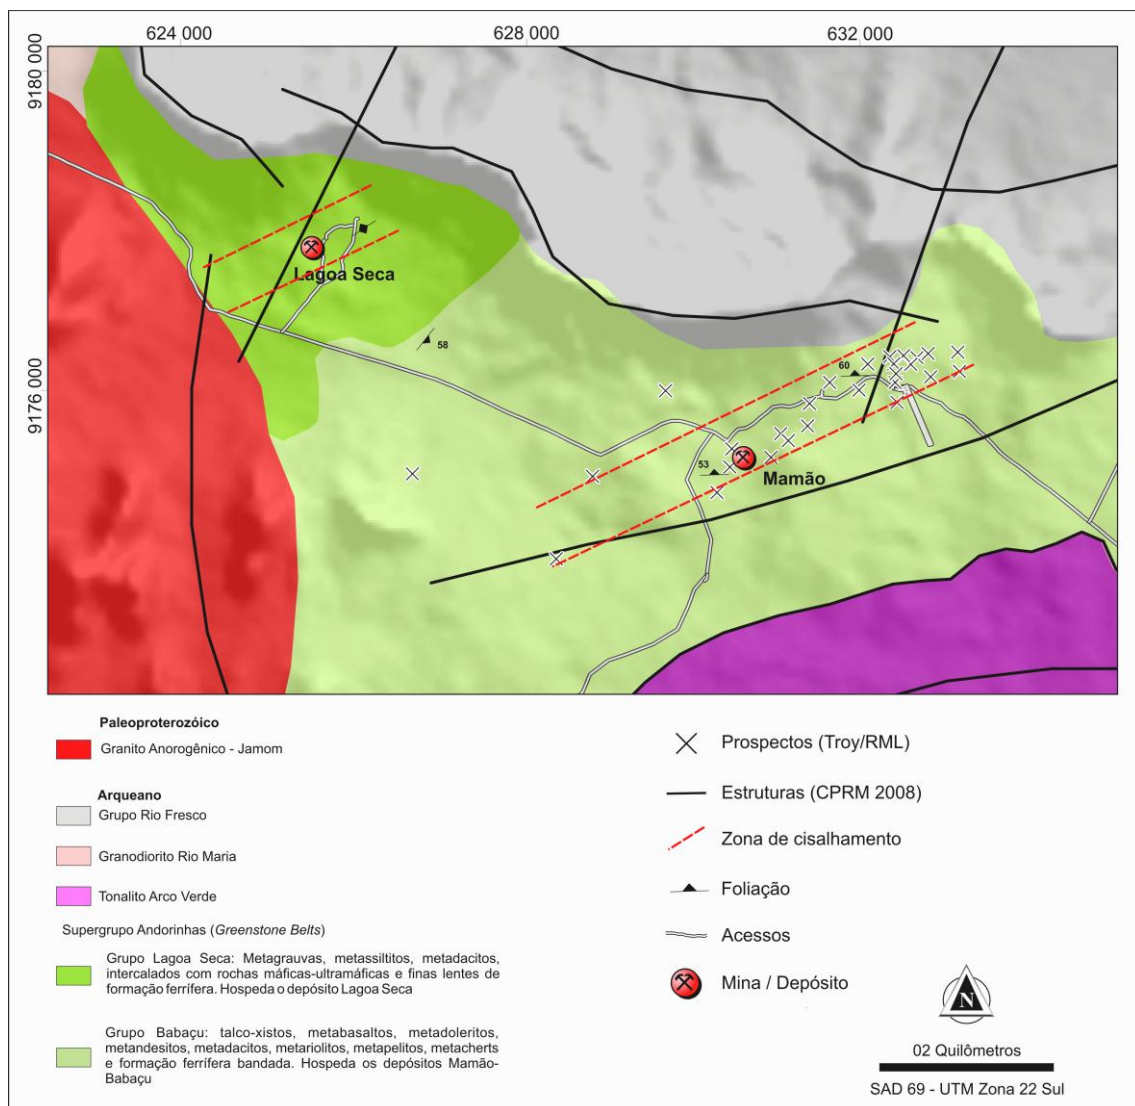 624 000
628 000
632 000
9180 000
9176 000
Lagoa Seca
58
60
53
Mamão
Paleoproterozóico
Granito Anorogênico - Jamom
Arqueano
Grupo Rio Fresco
Granodiorito Rio Maria
Tonalito Arco Verde
Supergrupo Andorinhas (Greenstone Belts)
Grupo Lagoa Seca: Metagrauvas, metassiltitos, metadacitos,
intercalados com rochas máficas-ultramáficas e finas lentes de
formação ferrífera. Hospeda o depósito Lagoa Seca
Grupo Babaçu: talco-xistos, metabasaltos, metadoleritos,
metandesitos, metadacitos, metariolitos, metapelitos, metacherts
e formação ferrífera bandada. Hospeda os depósitos Mamão-
Babaçu
Prospectos (Troy/RML)
Estruturas (CPRM 2008)
Zona de cisalhamento
Foliação
Acessos
Mina / Depósito
N
02 Quilômetros
SAD 69 - UTM Zona 22 Sul